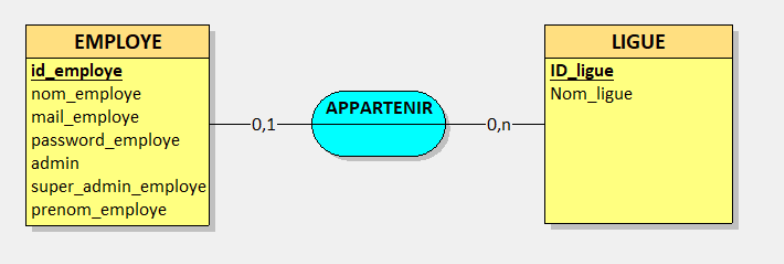 EMPLOYE
id_employe
nom_employe
mail_employe
password_employe
admin
super_admin_employe
prenom_employe
0,1
APPARTENIR
0,n
LIGUE
ID_ligue
Nom_ligue